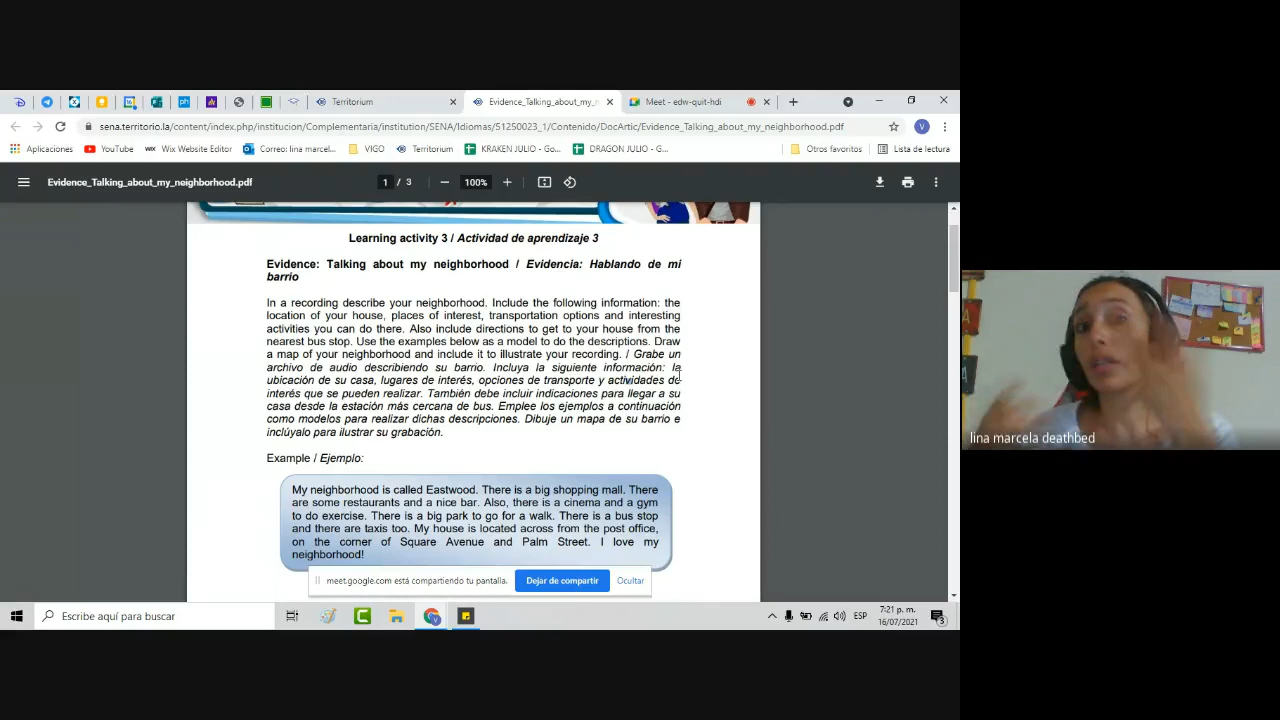 Territorium
Evidence_Talking about_my_n
Meet - edw-quit-hdi
sena.territorio.la/content/index.php/institucion/Complementaria/institution/SENA/Idiomas/51250023_1/Contenido/DocArtic/Evidence_Talking_about_my_neighborhood.pdf
V
Aplicaciones
YouTube
Wix Website Editor
Correo: lina marcel...
VIGO
Territorium
KRAKEN JULIO - Go...
DRAGON JULIO - G...
Otros favoritos
Lista de lectura
Evidence_Talking_about_my_neighborhood.pdf
1 / 3
100%
Learning activity 3 / Actividad de aprendizaje 3
Evidence: Talking about my neighborhood / Evidencia: Hablando de mi
barrio
In a recording describe your neighborhood. Include the following information: the
location of your house, places of interest, transportation options and interesting
activities you can do there. Also include directions to get to your house from the
nearest bus stop. Use the examples below as a model to do the descriptions. Draw
a map of your neighborhood and include it to illustrate your recording. / Grabe un
archivo de audio describiendo su barrio. Incluya la siguiente información: la
ubicación de su casa, lugares de interés, opciones de transporte y actividades de
interés que se pueden realizar. También debe incluir indicaciones para llegar a su
casa desde la estación más cercana de bus. Emplee los ejemplos a continuación
como modelos para realizar dichas descripciones. Dibuje un mapa de su barrio e
inclúyalo para ilustrar su grabación.
Example / Ejemplo:
My neighborhood is called Eastwood. There is a big shopping mall. There
are some restaurants and a nice bar. Also, there is a cinema and a gym
to do exercise. There is a big park to go for a walk. There is a bus stop
and there are taxis too. My house is located across from the post office,
on the corner of Square Avenue and Palm Street. I love my
neighborhood!
meet.google.com está compartiendo tu pantalla.
Dejar de compartir
Ocultar
Escribe aquí para buscar
ESP
7:21 p. m.
16/07/2021
3
lina marcela deathbed